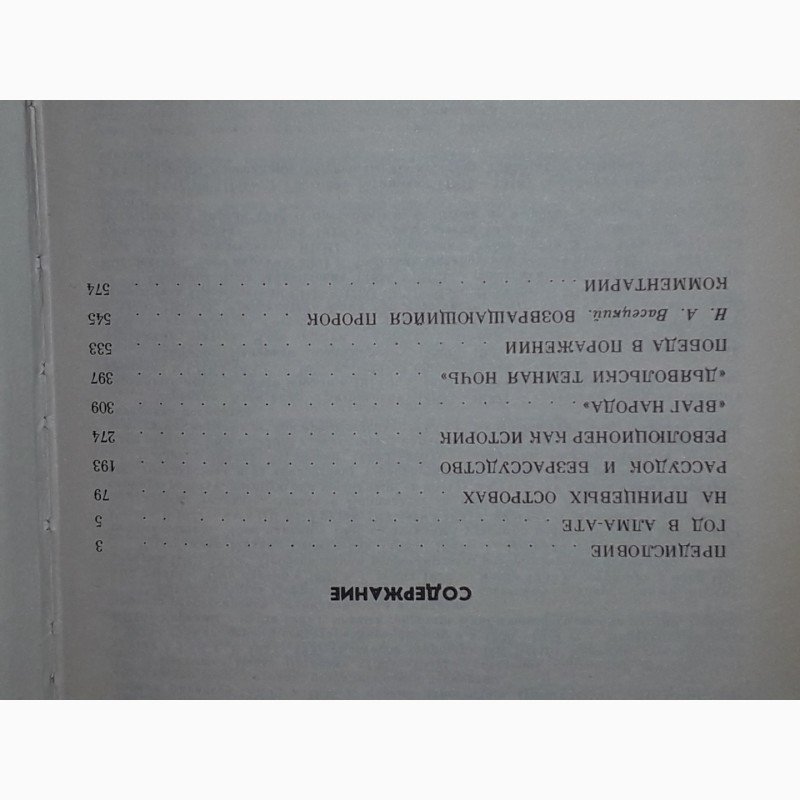 СОДЕРЖАНИЕ
ПРЕДИСЛОВИЕ . . . . . . . . . . . . . . . . 3
ГОД В АЛМА-АТЕ . . . . . . . . . . . . . . . 5
НА ПРИНЦЕВЫХ ОСТРОВАХ . . . . . . . . . . . 79
РАССУДОК И БЕЗРАССУДСТВО . . . . . . . . . . 193
РЕВОЛЮЦИОНЕР КАК ИСТОРИК . . . . . . . . . . 274
«ВРАГ НАРОДА» . . . . . . . . . . . . . . . 309
«ДЬЯВОЛЬСКИ ТЕМНАЯ НОЧЬ» . . . . . . . . . . 397
ПОБЕДА В ПОРАЖЕНИИ . . . . . . . . . . . . . 533
Н. А. Васецкий. ВОЗВРАЩАЮЩИЙСЯ ПРОРОК . . . . . . 545
КОММЕНТАРИИ . . . . . . . . . . . . . . . . 574